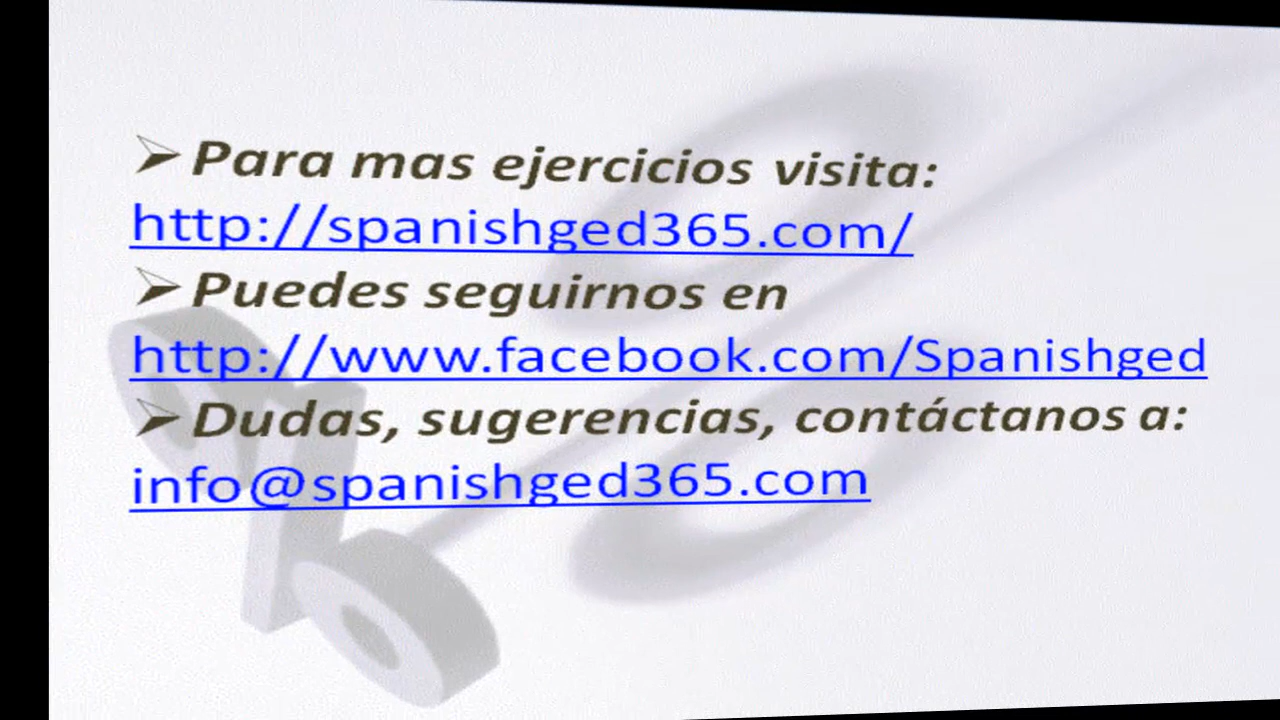 ➢ Para mas ejercicios visita:
http://spanishged365.com/
➢ Puedes seguirnos en
http://www.facebook.com/Spanishged
➢ Dudas, sugerencias, contáctanos a:
info@spanishged365.com